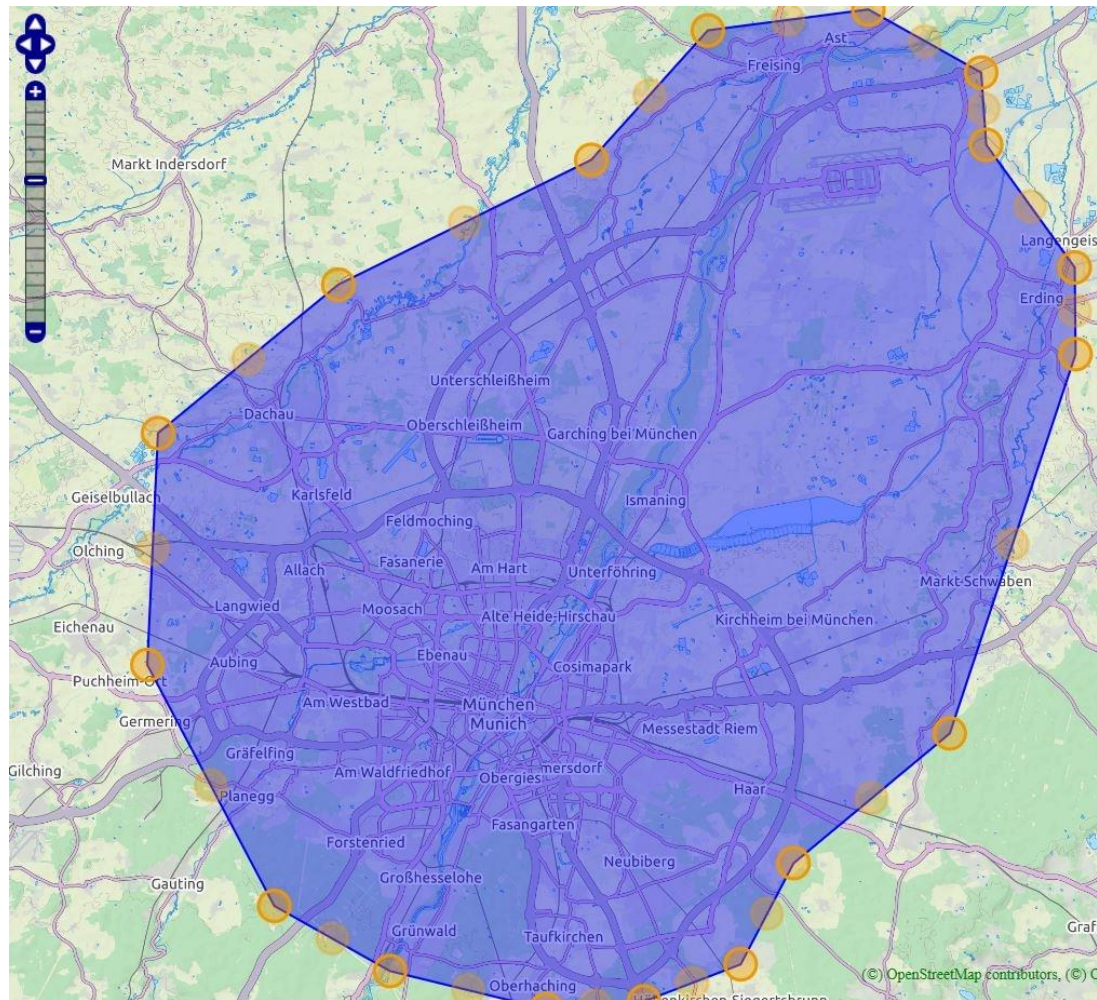 Ast
Freising
Markt Indersdorf
Erding
Unterschleißheim
Dachau
Oberschleißheim
Garching bei München
Karlsfeld
Geiselbullach
Ismaning
Feldmoching
Olching
Fasanerie
Am Hart
Allach
Unterföhring
Markt Schwaben
Langwied
Moosach
Alte Heide-Hirschau
Kirchheim bei München
Eichenau
Ebenau
Aubing
Cosimapark
Puchheim-Ort
Am Westbad
München
Munich
Germering
Messestadt Riem
Gräfelfing
Gilching
Am Waldfriedhof
Obergies
Haar
Planegg
Fasangarten
Forstenried
Neubiberg
Großhesselohe
Gauting
Grünwald
Taufkirchen
Graf
(©) OpenStreetMap contributors, (©) C
Oberhaching